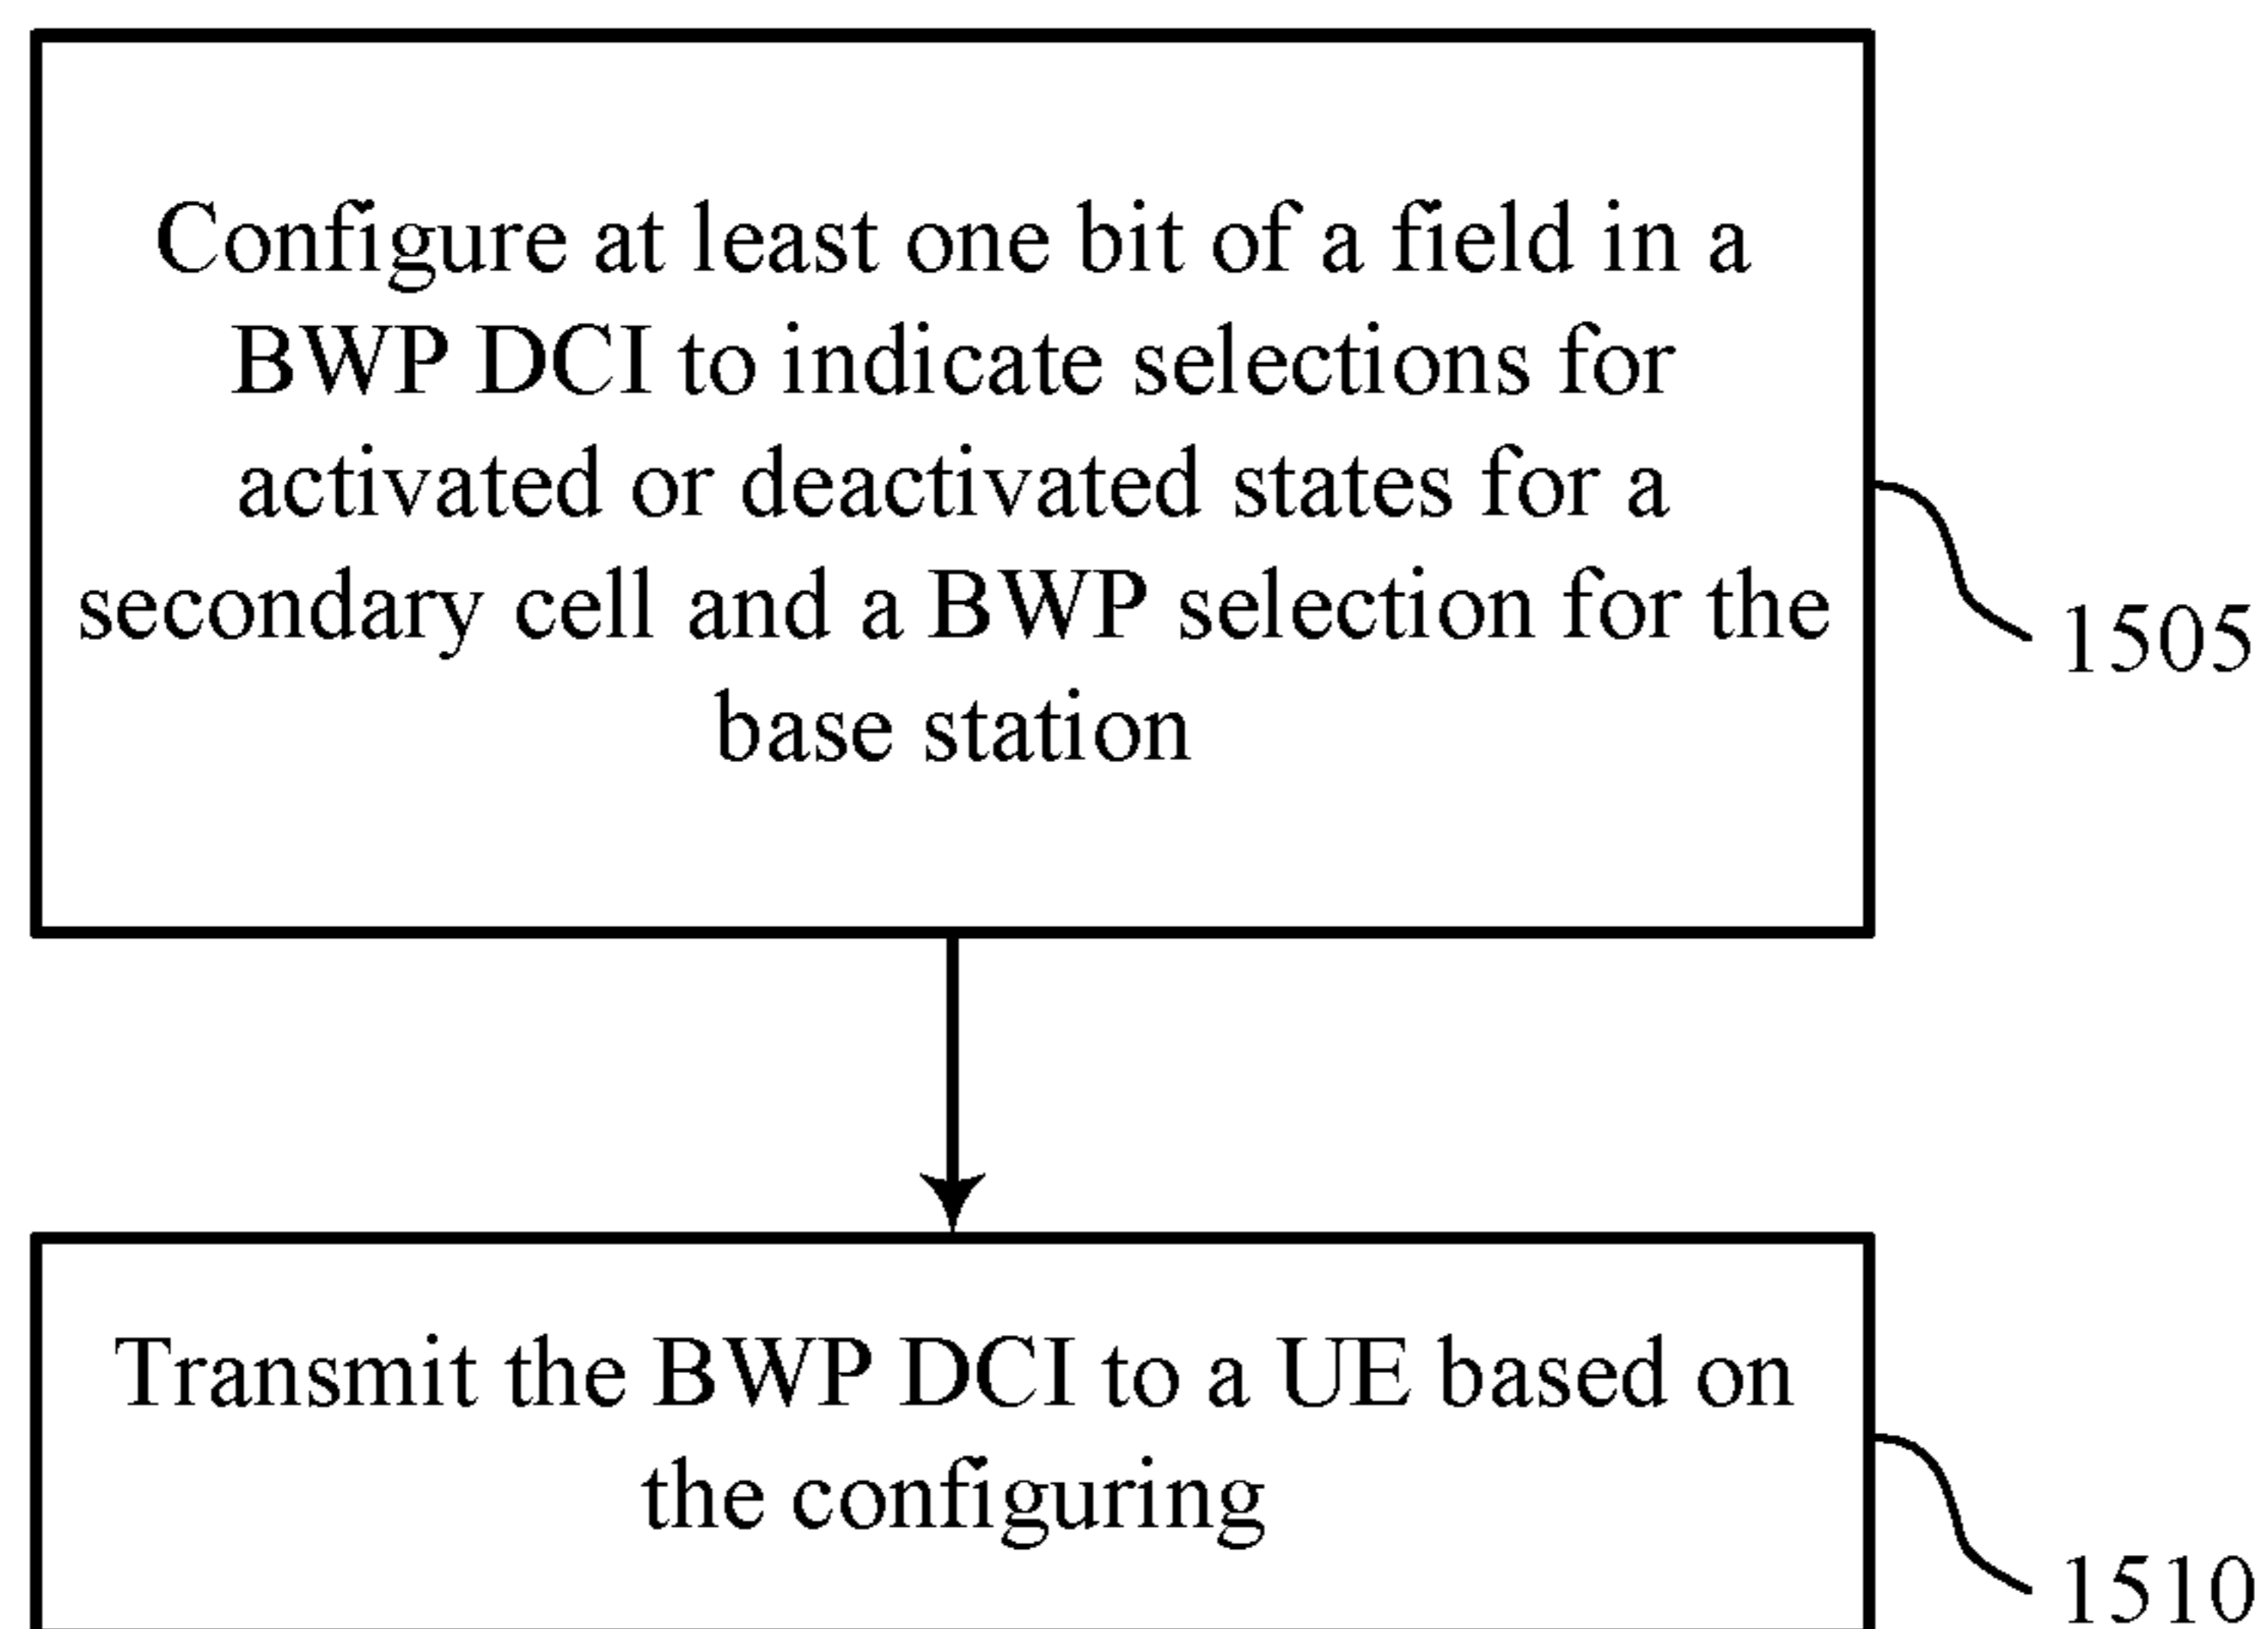 Configure at least one bit of a field in a
BWP DCI to indicate selections for
activated or deactivated states for a
secondary cell and a BWP selection for the
base station
1505
Transmit the BWP DCI to a UE based on
the configuring
1510